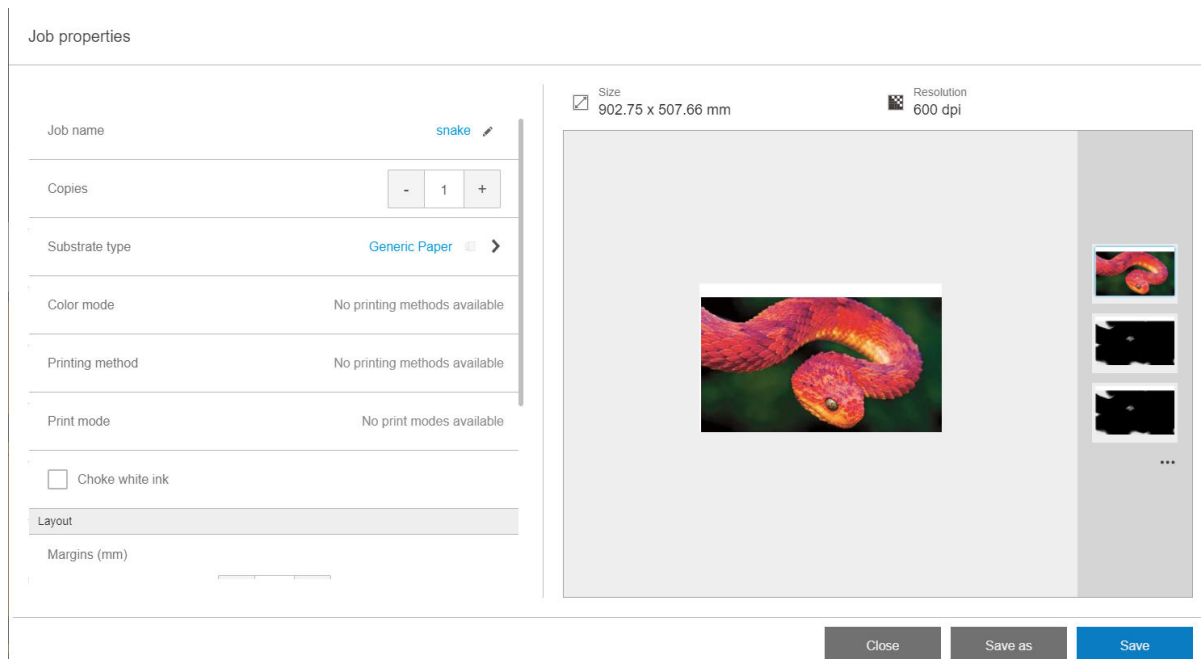 Job properties
Size
902.75 x 507.66 mm
Resolution
600 dpi
Job name snake
Copies - 1 +
Substrate type Generic Paper
Color mode No printing methods available
Printing method No printing methods available
Print mode No print modes available
Choke white ink
Layout
Margins (mm)
Close Save as Save